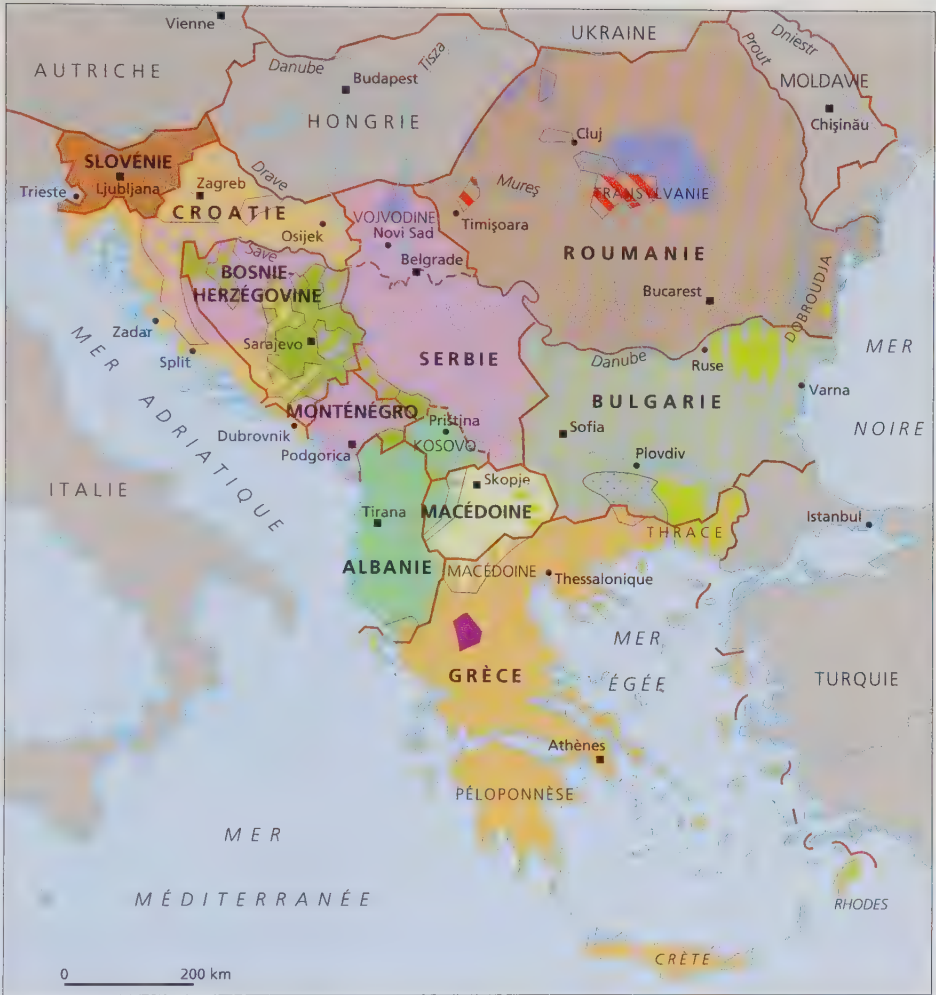 Vienne
UKRAINE
Dniestr
Prout
AUTRICHE
Danube
Tisza
Budapest
MOLDAVIE
HONGRIE
Chişinău
Cluj
SLOVÉNIE
Ljubljana
Trieste
Zagreb
Drave
Mureş
TRANSYLVANIE
CROATIE
VOJVODINE
Timişoara
Osijek
Novi Sad
Save
BOSNIE-
HERZÉGOVINE
Belgrade
ROUMANIE
Bucarest
DOBROUDJA
Zadar
Sarajevo
Split
SERBIE
Danube
Ruse
MER
NOIRE
Varna
MER ADRIATIQUE
MONTÉNÉGRO
BULGARIE
Dubrovnik
Priština
KOSOVO
Sofia
Podgorica
Plovdiv
ITALIE
Skopje
Tirana
MACÉDOINE
THRACE
Istanbul
ALBANIE
MACÉDOINE
Thessalonique
MER
ÉGÉE
GRÈCE
TURQUIE
Athènes
PÉLOPONNÈSE
MER
MÉDITERRANÉE
RHODES
CRÈTE
0 200 km